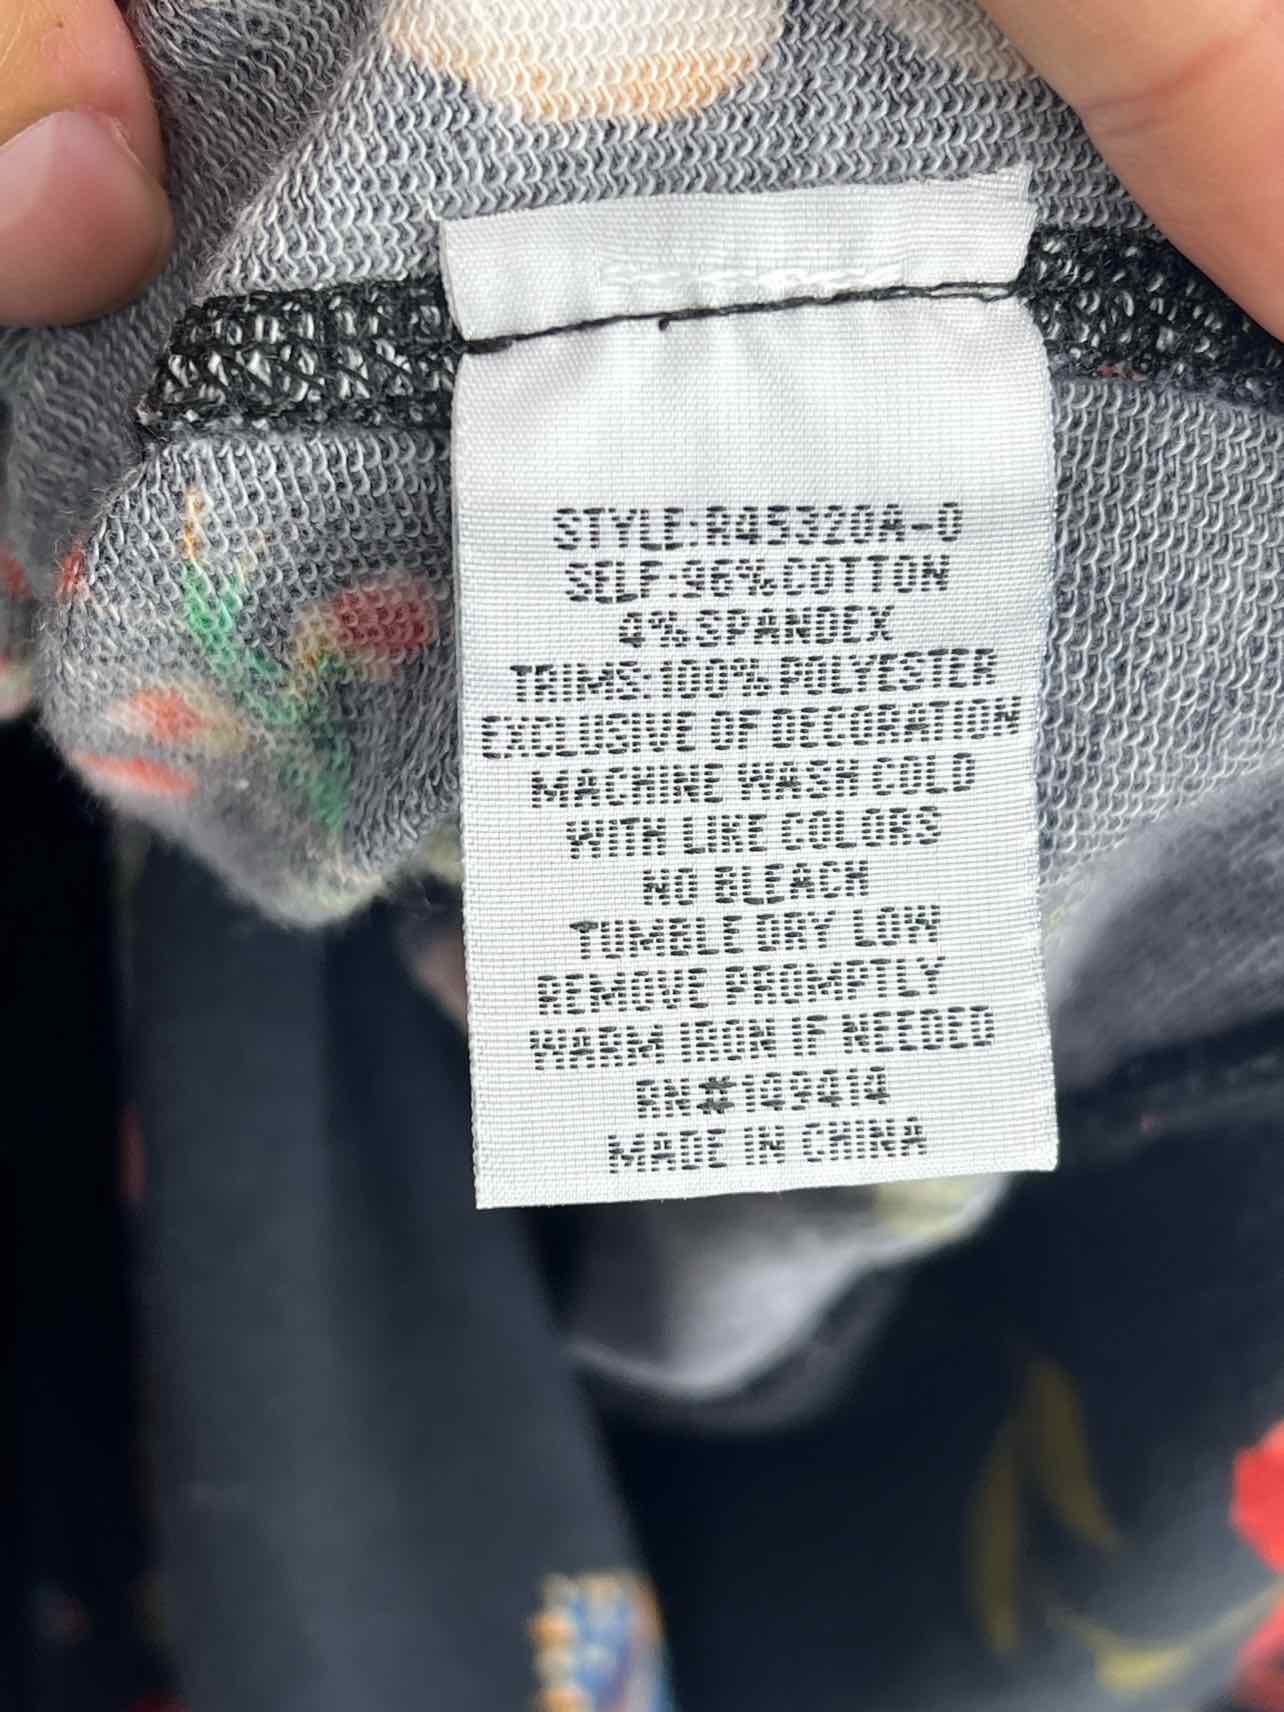 STYLE:R45320A-0
SELF:96%COTTON
4%SPANDEX
TRIMS:100%POLYESTER
EXCLUSIVE OF DECORATION
MACHINE WASH COLD
WITH LIKE COLORS
NO BLEACH
TUMBLE DRY LOW
REMOVE PROMPTLY
WARM IRON IF NEEDED
RN#149414
MADE IN CHINA